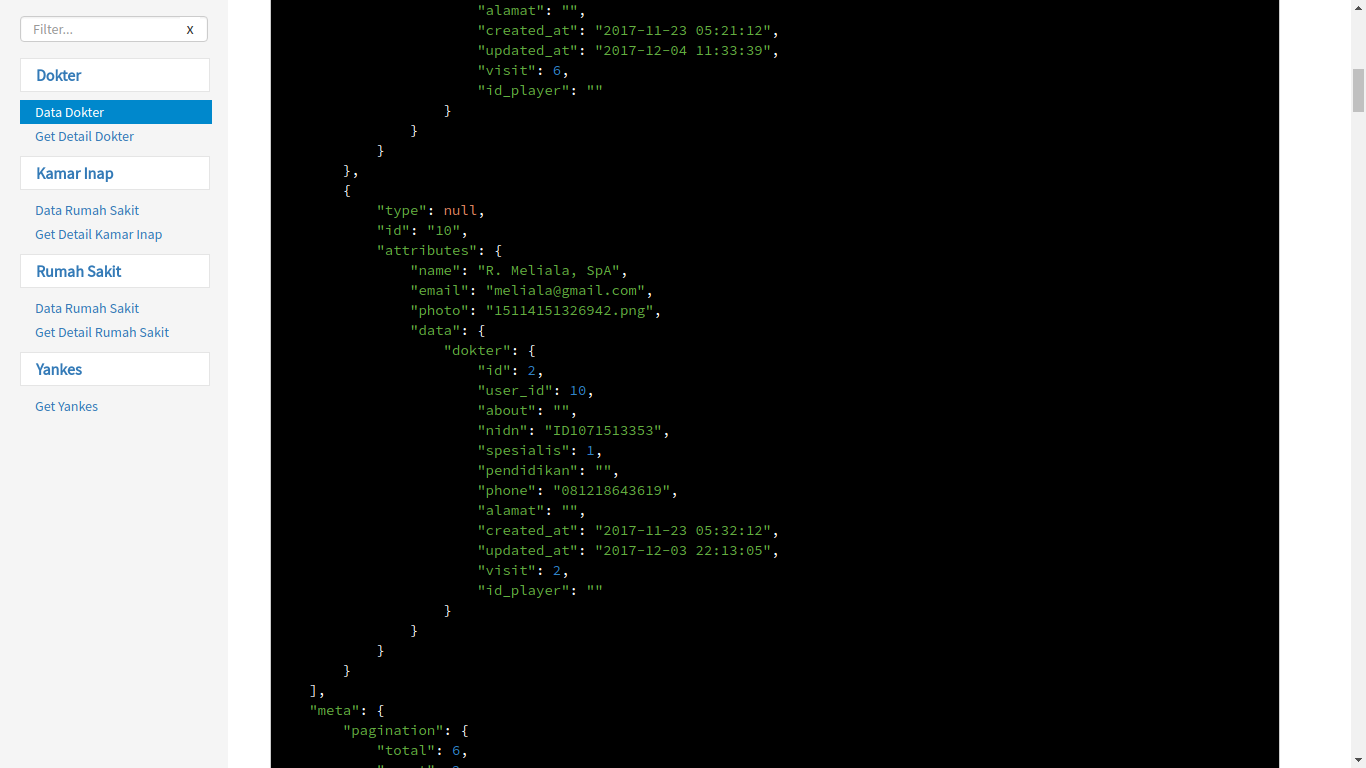 Filter...
x
Dokter
Data Dokter
Get Detail Dokter
Kamar Inap
Data Rumah Sakit
Get Detail Kamar Inap
Rumah Sakit
Data Rumah Sakit
Get Detail Rumah Sakit
Yankes
Get Yankes
"alamat": "",
"created_at": "2017-11-23 05:21:12",
"updated_at": "2017-12-04 11:33:39",
"visit": 6,
"id_player": ""
}
}
}
},
{
"type": null,
"id": "10",
"attributes": {
"name": "R. Meliala, SpA",
"email": "meliala@gmail.com",
"photo": "15114151326942.png",
"data": {
"dokter": {
"id": 2,
"user_id": 10,
"about": "",
"nidn": "ID1071513353",
"spesialis": 1,
"pendidikan": "",
"phone": "081218643619",
"alamat": "",
"created_at": "2017-11-23 05:32:12",
"updated_at": "2017-12-03 22:13:05",
"visit": 2,
"id_player": ""
}
}
}
}
],
"meta": {
"pagination": {
"total": 6,